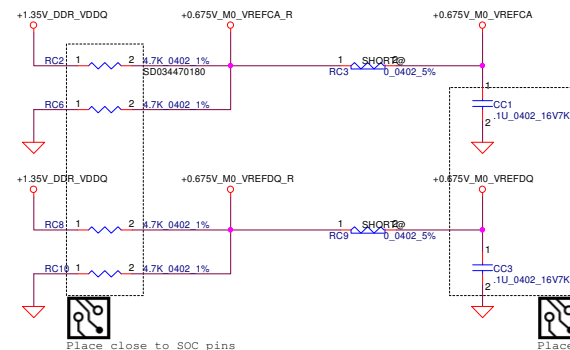 +1.35V_DDR_VDDQ +0.675V_M0_VREFCA_R +0.675V_M0_VREFCA
RC2 1 2 4.7K_0402_1% 1 SHORT@ 2
SD034470180 RC3 0_0402_5%
1
RC6 1 2 4.7K_0402_1% CC1
.1U_0402_16V7K
2
+1.35V_DDR_VDDQ +0.675V_M0_VREFDQ_R +0.675V_M0_VREFDQ
RC8 1 2 4.7K_0402_1% 1 SHORT@ 2
RC9 0_0402_5%
1
RC10 1 2 4.7K_0402_1% CC3
.1U_0402_16V7K
2
Place close to SOC pins Place